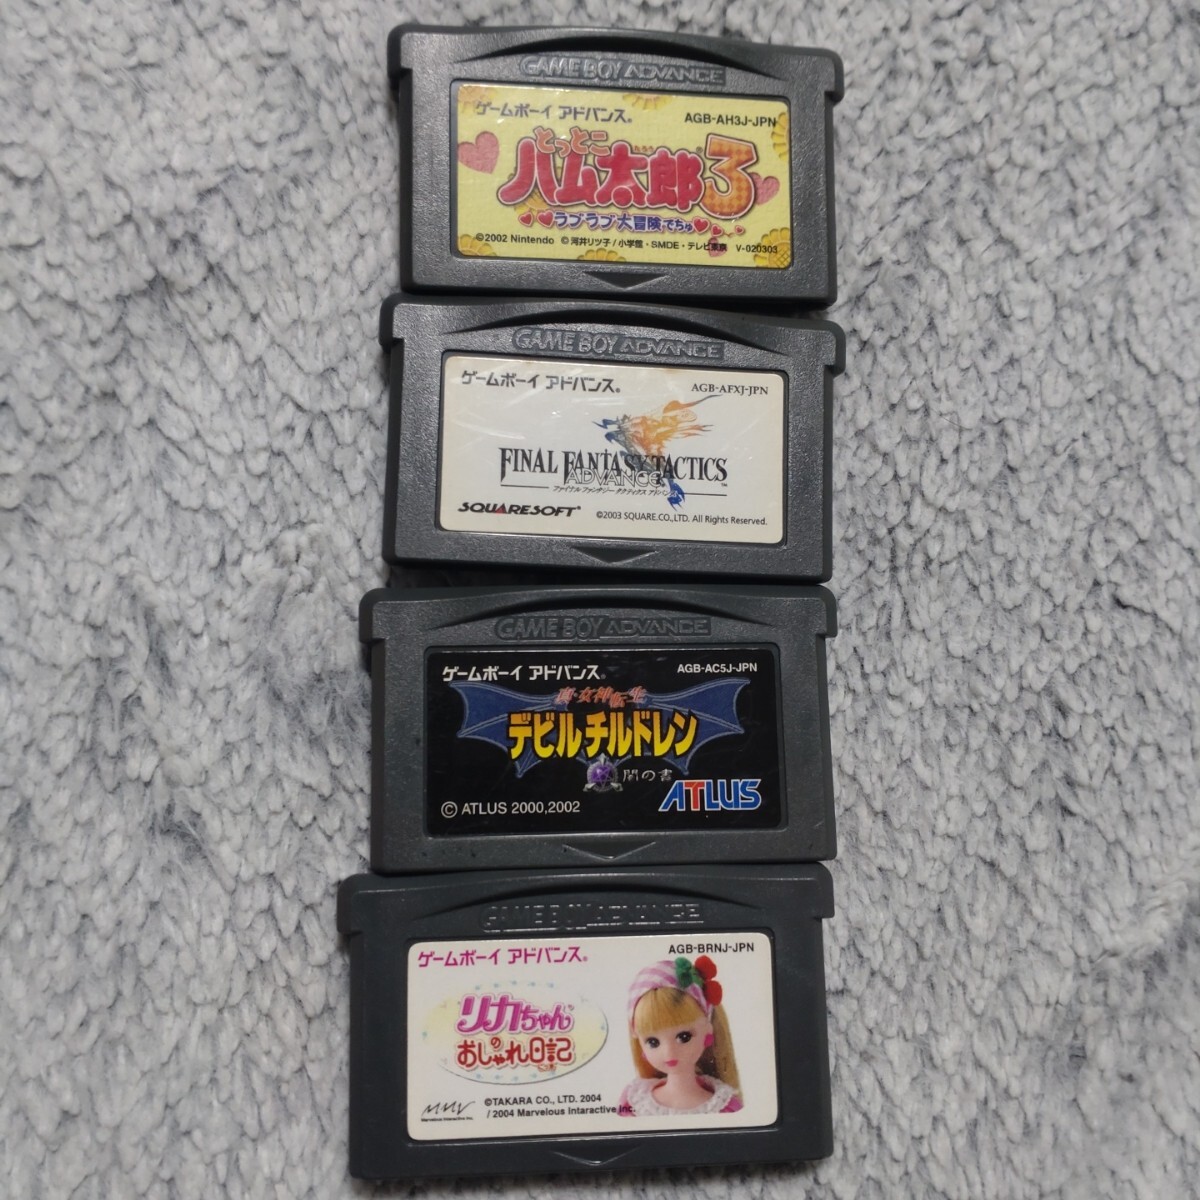 GAME BOY ADVANCE
ゲームボーイ アドバンス®
AGB-AH3J-JPN
とっとこ
ハム太郎3
ラブラブ大冒険でちゅ
©2002 Nintendo ©河井リツ子/小学館・SMDE・テレビ東京 V-020303
GAME BOY ADVANCE
ゲームボーイ アドバンス®
AGB-AFXJ-JPN
FINAL FANTASY TACTICS™
ADVANCE
ファイナルファンタジー タクティクス アドバンス
SQUARESOFT®
©2003 SQUARE CO.,LTD. All Rights Reserved.
GAME BOY ADVANCE
ゲームボーイ アドバンス®
AGB-AC5J-JPN
真・女神転生
デビルチルドレン
闇の書
© ATLUS 2000,2002
ATLUS
GAME BOY ADVANCE
ゲームボーイ アドバンス®
AGB-BRNJ-JPN
リカちゃん
の
おしゃれ日記
©TAKARA CO., LTD. 2004
/ 2004 Marvelous Interactive Inc.
MMV
Marvelous Interactive Inc.